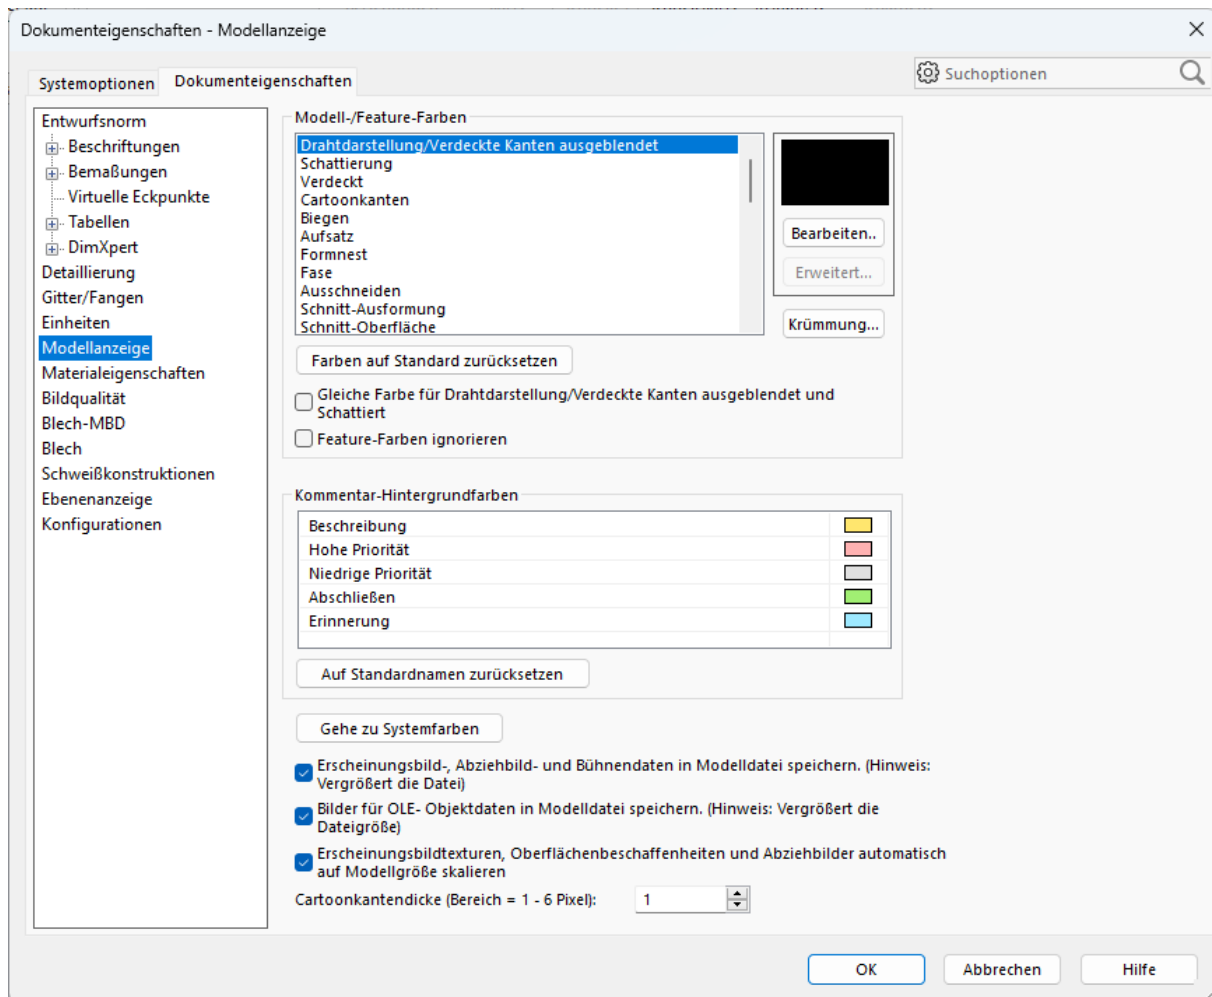 Dokumenteigenschaften - Modellanzeige
Systemoptionen
Dokumenteigenschaften
Suchoptionen
Entwurfsnorm
Beschriftungen
Bemaßungen
Virtuelle Eckpunkte
Tabellen
DimXpert
Detaillierung
Gitter/Fangen
Einheiten
Modellanzeige
Materialeigenschaften
Bildqualität
Blech-MBD
Blech
Schweißkonstruktionen
Ebenenanzeige
Konfigurationen
Modell-/Feature-Farben
Drahtdarstellung/Verdeckte Kanten ausgeblendet
Schattierung
Verdeckt
Cartoonkanten
Biegen
Aufsatz
Formnest
Fase
Ausschneiden
Schnitt-Ausformung
Schnitt-Oberfläche
Bearbeiten..
Erweitert...
Krümmung...
Farben auf Standard zurücksetzen
Gleiche Farbe für Drahtdarstellung/Verdeckte Kanten ausgeblendet und
Schattiert
Feature-Farben ignorieren
Kommentar-Hintergrundfarben
Beschreibung
Hohe Priorität
Niedrige Priorität
Abschließen
Erinnerung
Auf Standardnamen zurücksetzen
Gehe zu Systemfarben
Erscheinungsbild-, Abziehbild- und Bühnendaten in Modelldatei speichern. (Hinweis:
Vergrößert die Datei)
Bilder für OLE- Objektdaten in Modelldatei speichern. (Hinweis: Vergrößert die
Dateigröße)
Erscheinungsbildtexturen, Oberflächenbeschaffenheiten und Abziehbilder automatisch
auf Modellgröße skalieren
Cartoonkantendicke (Bereich = 1 - 6 Pixel): 1
OK
Abbrechen
Hilfe